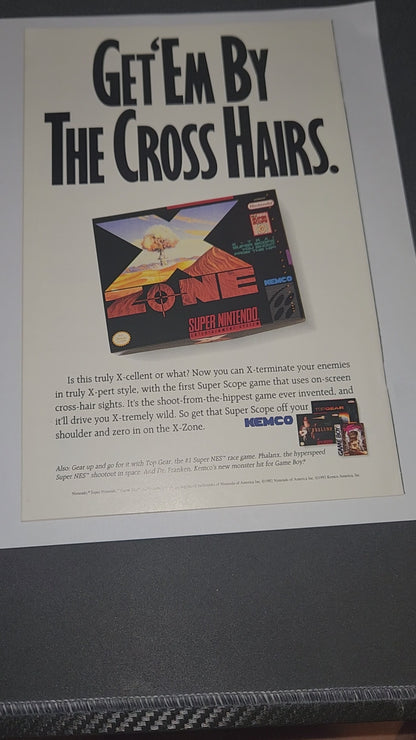 GET 'EM BY
THE CROSS HAIRS.
Nintendo
KEMCO
X
ZONE
SUPER NINTENDO
Is this truly X-cellent or what? Now you can X-terminate your enemies
in truly X-pert style, with the first Super Scope game that uses on-screen
cross-hair sights. It's the shoot-from-the-hippest game ever invented, and
it'll drive you X-tremely wild. So get that Super Scope off your
shoulder and zero in on the X-Zone.
KEMCO
TOP GEAR
PHALANX
GAME BOY
Also: Gear up and go for it with Top Gear, the #1 Super NES™ race game. Phalanx, the hyperspeed
Super NES™ shootout in space. And Dr. Franken, Kemco's new monster hit for Game Boy.®